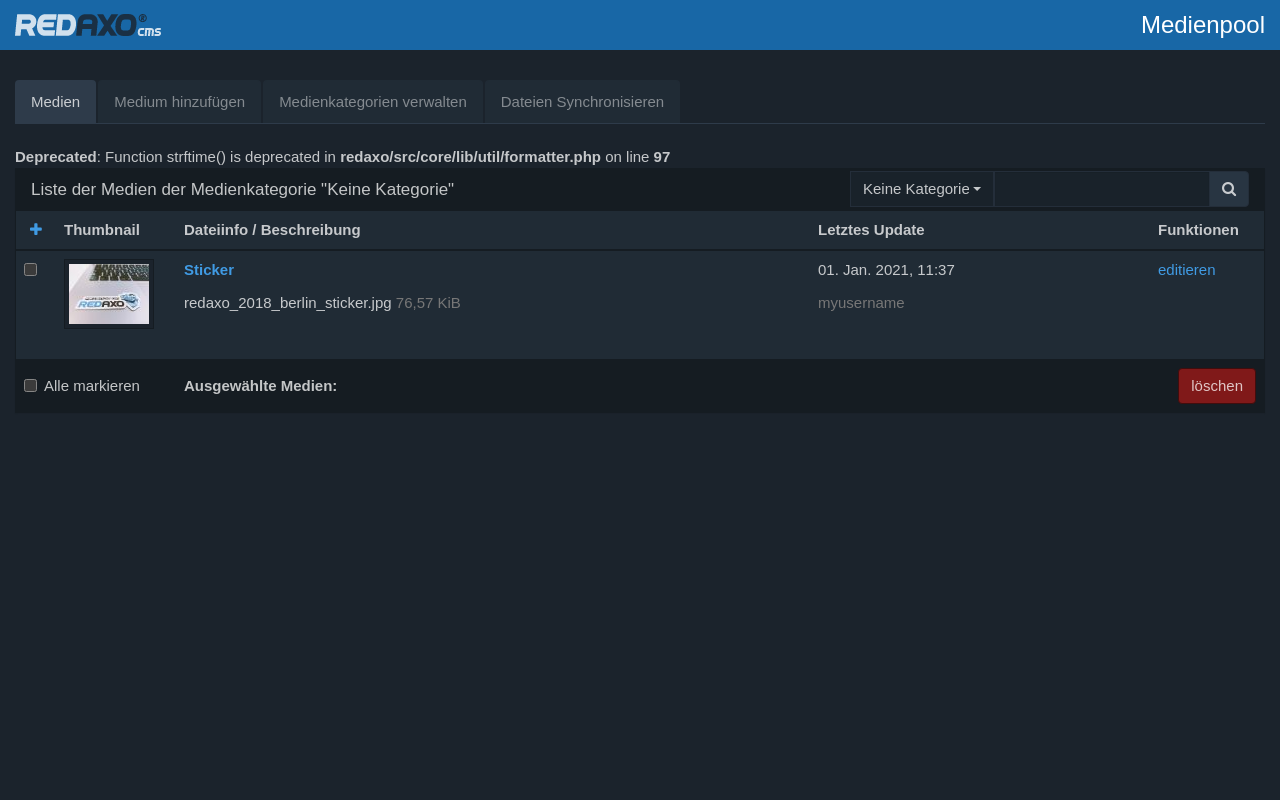 REDAXO® cms
Medienpool
Medien Medium hinzufügen Medienkategorien verwalten Dateien Synchronisieren
Deprecated: Function strftime() is deprecated in redaxo/src/core/lib/util/formatter.php on line 97
Liste der Medien der Medienkategorie "Keine Kategorie" Keine Kategorie
Thumbnail Dateiinfo / Beschreibung Letztes Update Funktionen
Sticker 01. Jan. 2021, 11:37 editieren
REDAXO
redaxo_2018_berlin_sticker.jpg 76,57 KiB myusername
Alle markieren Ausgewählte Medien: löschen